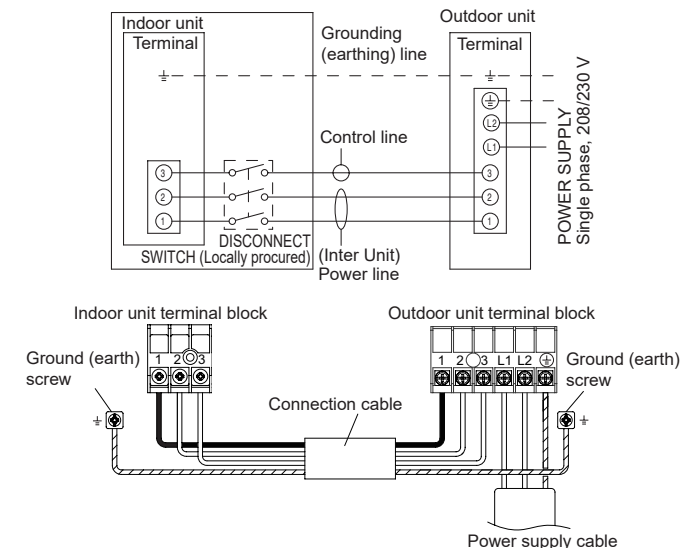 Indoor unit
Terminal
Grounding
(earthing) line
Outdoor unit
Terminal
L2
L1
Control line
3
2
1
3
2
1
DISCONNECT
SWITCH (Locally procured)
(Inter Unit)
Power line
POWER SUPPLY
Single phase, 208/230 V
Indoor unit terminal block
Outdoor unit terminal block
Ground (earth)
screw
1 2 3
1 2 3 L1 L2
Ground (earth)
screw
Connection cable
Power supply cable